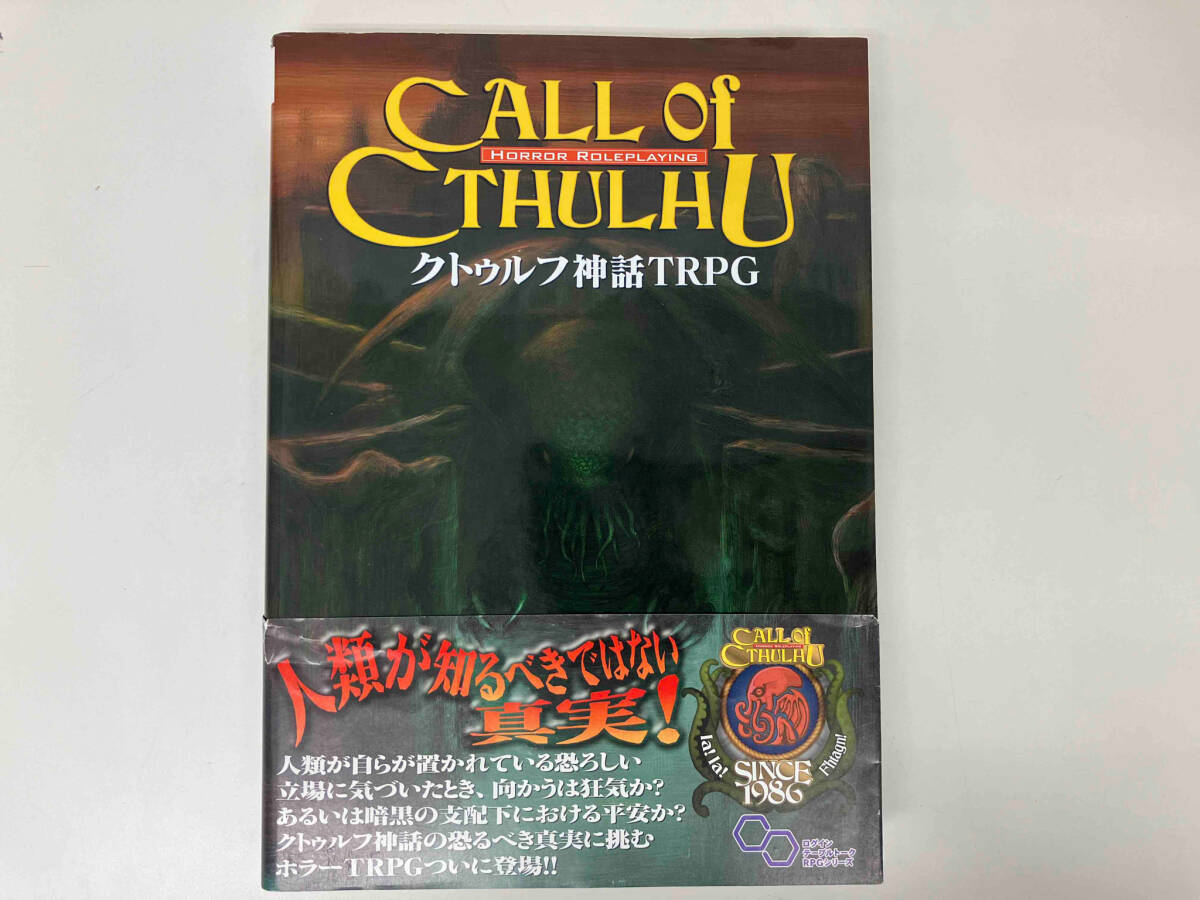 CALL of
HORROR ROLEPLAYING
CTHULHU
クトゥルフ神話TRPG
人類が知るべきではない
真実!
人類が自らが置かれている恐ろしい
立場に気づいたとき、向かうは狂気か?
あるいは暗黒の支配下における平安か?
クトゥルフ神話の恐るべき真実に挑む
ホラーTRPGついに登場!!
CALL of
HORROR ROLEPLAYING
CTHULHU
Ia! Ia!
Fhtagn!
SINCE
1986
ログイン
テーブルトーク
RPGシリーズ